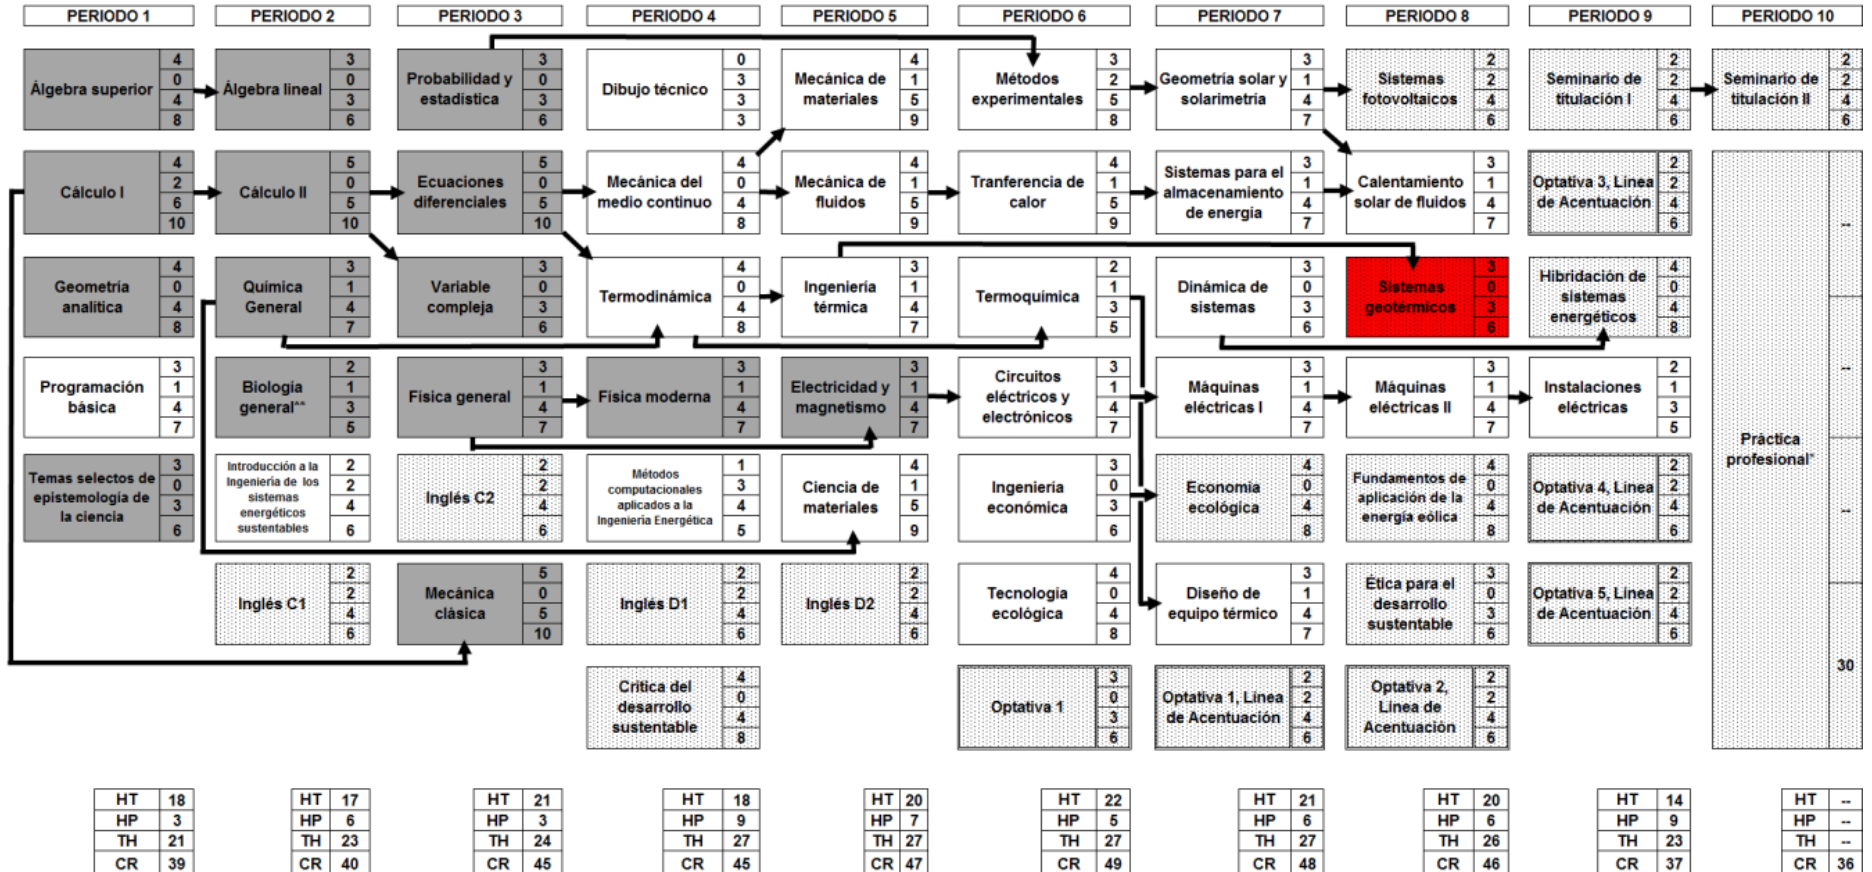 PERIODO 1
PERIODO 2
PERIODO 3
PERIODO 4
PERIODO 5
PERIODO 6
PERIODO 7
PERIODO 8
PERIODO 9
PERIODO 10
Álgebra superior
4
0
4
8
Álgebra lineal
3
0
3
6
Probabilidad y
estadística
3
0
3
6
Dibujo técnico
0
3
3
3
Mecánica de
materiales
4
1
5
9
Métodos
experimentales
3
2
5
8
Geometría solar y
solarimetría
3
1
4
7
Sistemas
fotovoltaicos
2
2
4
6
Seminario de
titulación I
2
2
4
6
Seminario de
titulación II
2
2
4
6
Cálculo I
4
2
6
10
Cálculo II
5
0
5
10
Ecuaciones
diferenciales
5
0
5
10
Mecánica del
medio continuo
4
0
4
8
Mecánica de
fluidos
4
1
5
9
Tranferencia de
calor
4
1
5
9
Sistemas para el
almacenamiento
de energía
3
1
4
7
Calentamiento
solar de fluidos
3
1
4
7
Optativa 3, Línea
de Acentuación
2
2
4
6
Geometría
analítica
4
0
4
8
Química
General
3
1
4
7
Variable
compleja
3
0
3
6
Termodinámica
4
0
4
8
Ingeniería
térmica
3
1
4
7
Termoquímica
2
1
3
5
Dinámica de
sistemas
3
0
3
6
Sistemas
geotérmicos
3
0
3
6
Hibridación de
sistemas
energéticos
4
0
4
8
Programación
básica
3
1
4
7
Biología
general**
2
1
3
5
Física general
3
1
4
7
Física moderna
3
1
4
7
Electricidad y
magnetismo
3
1
4
7
Circuitos
eléctricos y
electrónicos
3
1
4
7
Máquinas
eléctricas I
3
1
4
7
Máquinas
eléctricas II
3
1
4
7
Instalaciones
eléctricas
2
1
3
5
Temas selectos de
epistemología de
la ciencia
3
0
3
6
Introducción a la
Ingeniería de los
sistemas
energéticos
sustentables
2
2
4
6
Inglés C2
2
2
4
6
Métodos
computacionales
aplicados a la
Ingeniería Energética
1
3
4
5
Ciencia de
materiales
4
1
5
9
Ingeniería
económica
3
0
3
6
Economía
ecológica
4
0
4
8
Fundamentos de
aplicación de la
energía eólica
4
0
4
8
Optativa 4, Línea
de Acentuación
2
2
4
6
Inglés C1
2
2
4
6
Mecánica
clásica
5
0
5
10
Inglés D1
2
2
4
6
Inglés D2
2
2
4
6
Tecnología
ecológica
4
0
4
8
Diseño de
equipo térmico
3
1
4
7
Ética para el
desarrollo
sustentable
3
0
3
6
Optativa 5, Línea
de Acentuación
2
2
4
6
Crítica del
desarrollo
sustentable
4
0
4
8
Optativa 1
3
0
3
6
Optativa 1, Línea
de Acentuación
2
2
4
6
Optativa 2,
Línea de
Acentuación
2
2
4
6
Práctica
profesional*
--
--
--
30
HT 18
HP 3
TH 21
CR 39
HT 17
HP 6
TH 23
CR 40
HT 21
HP 3
TH 24
CR 45
HT 18
HP 9
TH 27
CR 45
HT 20
HP 7
TH 27
CR 47
HT 22
HP 5
TH 27
CR 49
HT 21
HP 6
TH 27
CR 48
HT 20
HP 6
TH 26
CR 46
HT 14
HP 9
TH 23
CR 37
HT --
HP --
TH --
CR 36